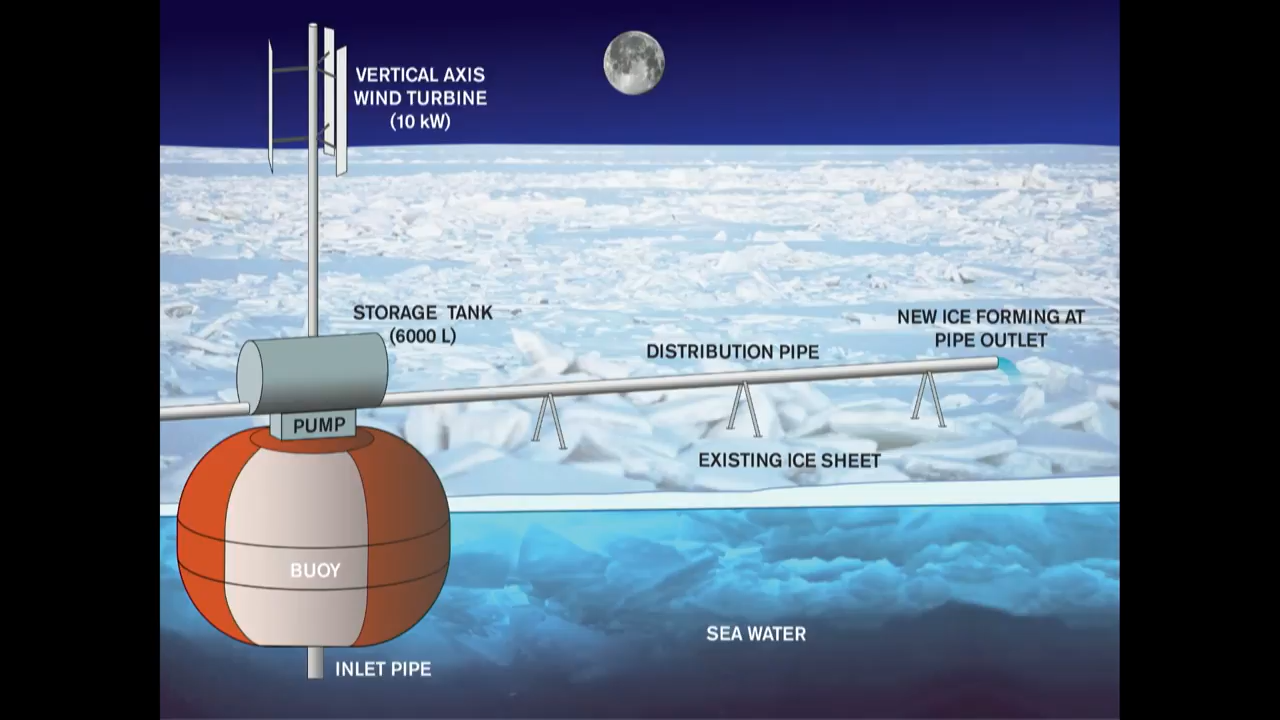 VERTICAL AXIS
WIND TURBINE
(10 kW)
STORAGE TANK
(6000 L)
NEW ICE FORMING AT
PIPE OUTLET
DISTRIBUTION PIPE
PUMP
EXISTING ICE SHEET
BUOY
SEA WATER
INLET PIPE